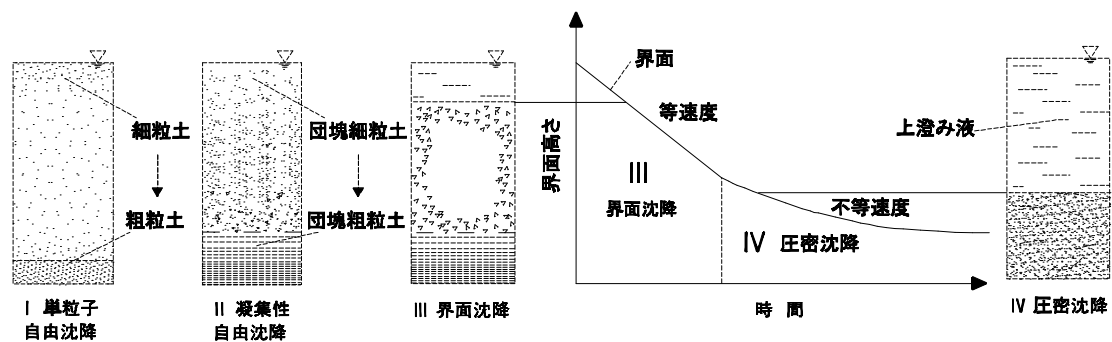 細粒土
粗粒土
Ⅰ 単粒子
自由沈降
団塊細粒土
団塊粗粒土
Ⅱ 凝集性
自由沈降
Ⅲ 界面沈降
界面高さ
界面
等速度
Ⅲ
界面沈降
不等速度
Ⅳ 圧密沈降
時間
上澄み液
Ⅳ 圧密沈降